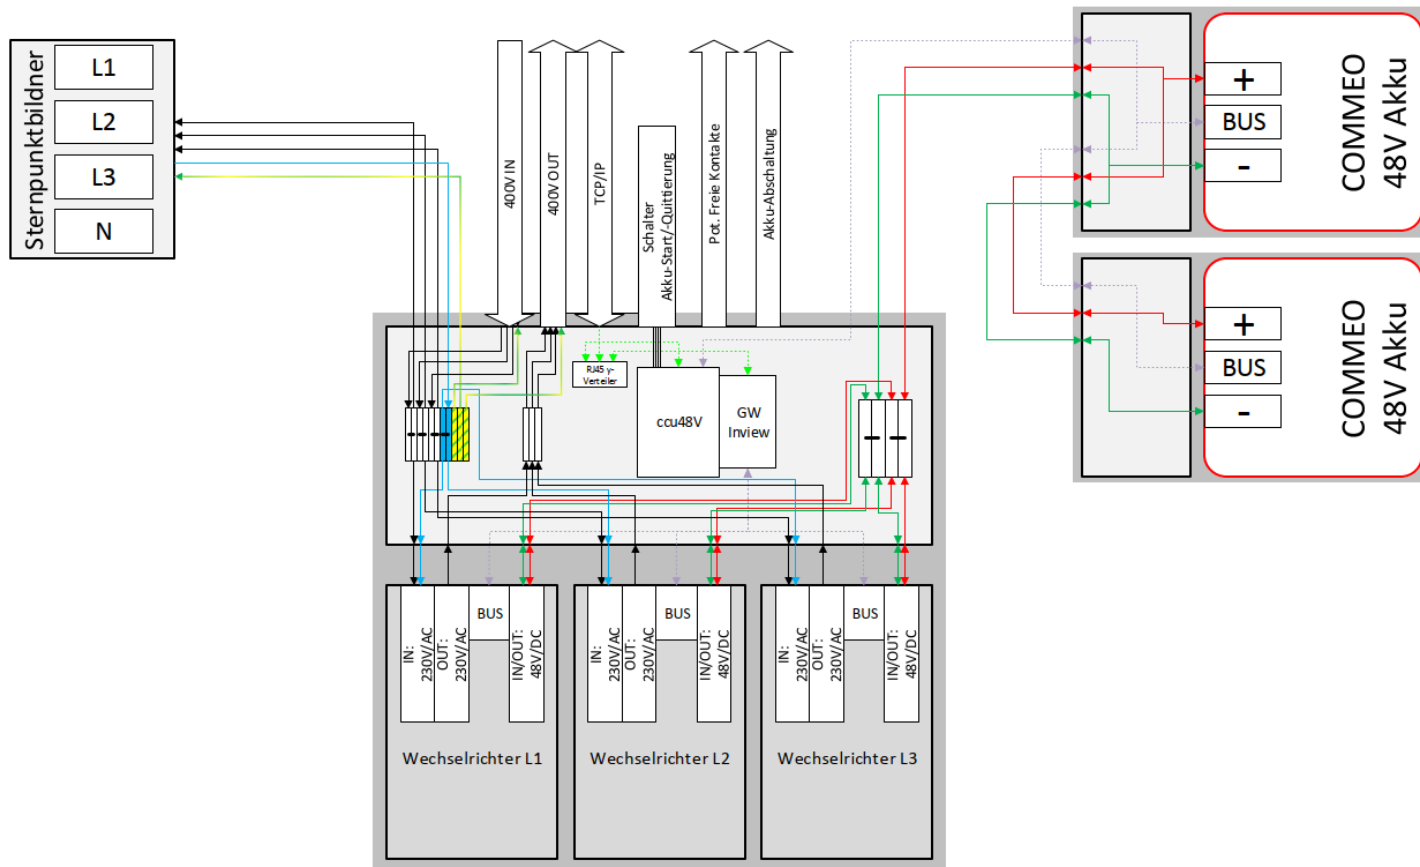 Sternpunktbildner
L1
L2
L3
N
400V IN
400V OUT
TCP/IP
Schalter
Akku-Start/-Quittierung
Pot. Freie Kontakte
Akku-Abschaltung
+
BUS
-
COMMEO
48V Akku
+
BUS
-
COMMEO
48V Akku
RJ45 y-
Verteiler
ccu48V
GW
Inview
IN:
230V/AC
OUT:
230V/AC
BUS
IN/OUT:
48V/DC
Wechselrichter L1
IN:
230V/AC
OUT:
230V/AC
BUS
IN/OUT:
48V/DC
Wechselrichter L2
IN:
230V/AC
OUT:
230V/AC
BUS
IN/OUT:
48V/DC
Wechselrichter L3